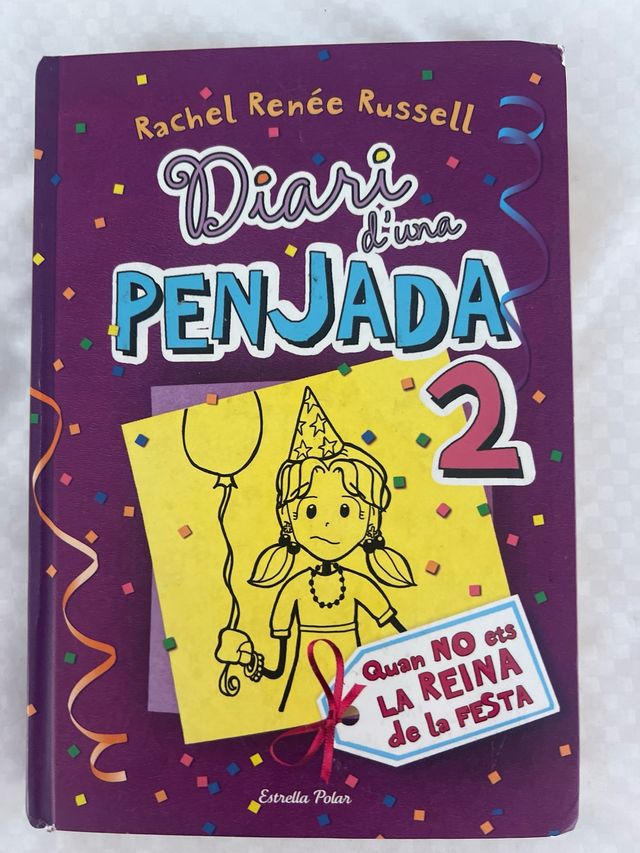 Rachel Renée Russell
Diari
d'una
PENJADA
2
Quan NO ets
LA REINA
de la FESTA
Estrella Polar